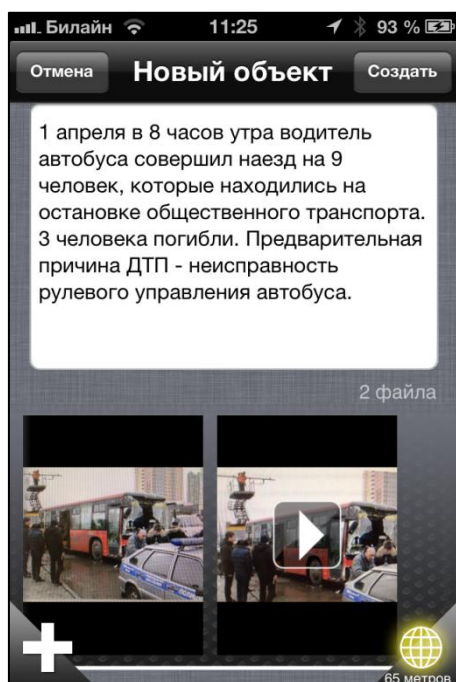 Билайн 11:25 93 %
Отмена Новый объект Создать
1 апреля в 8 часов утра водитель
автобуса совершил наезд на 9
человек, которые находились на
остановке общественного транспорта.
3 человека погибли. Предварительная
причина ДТП - неисправность
рулевого управления автобуса.
2 файла
65 метров